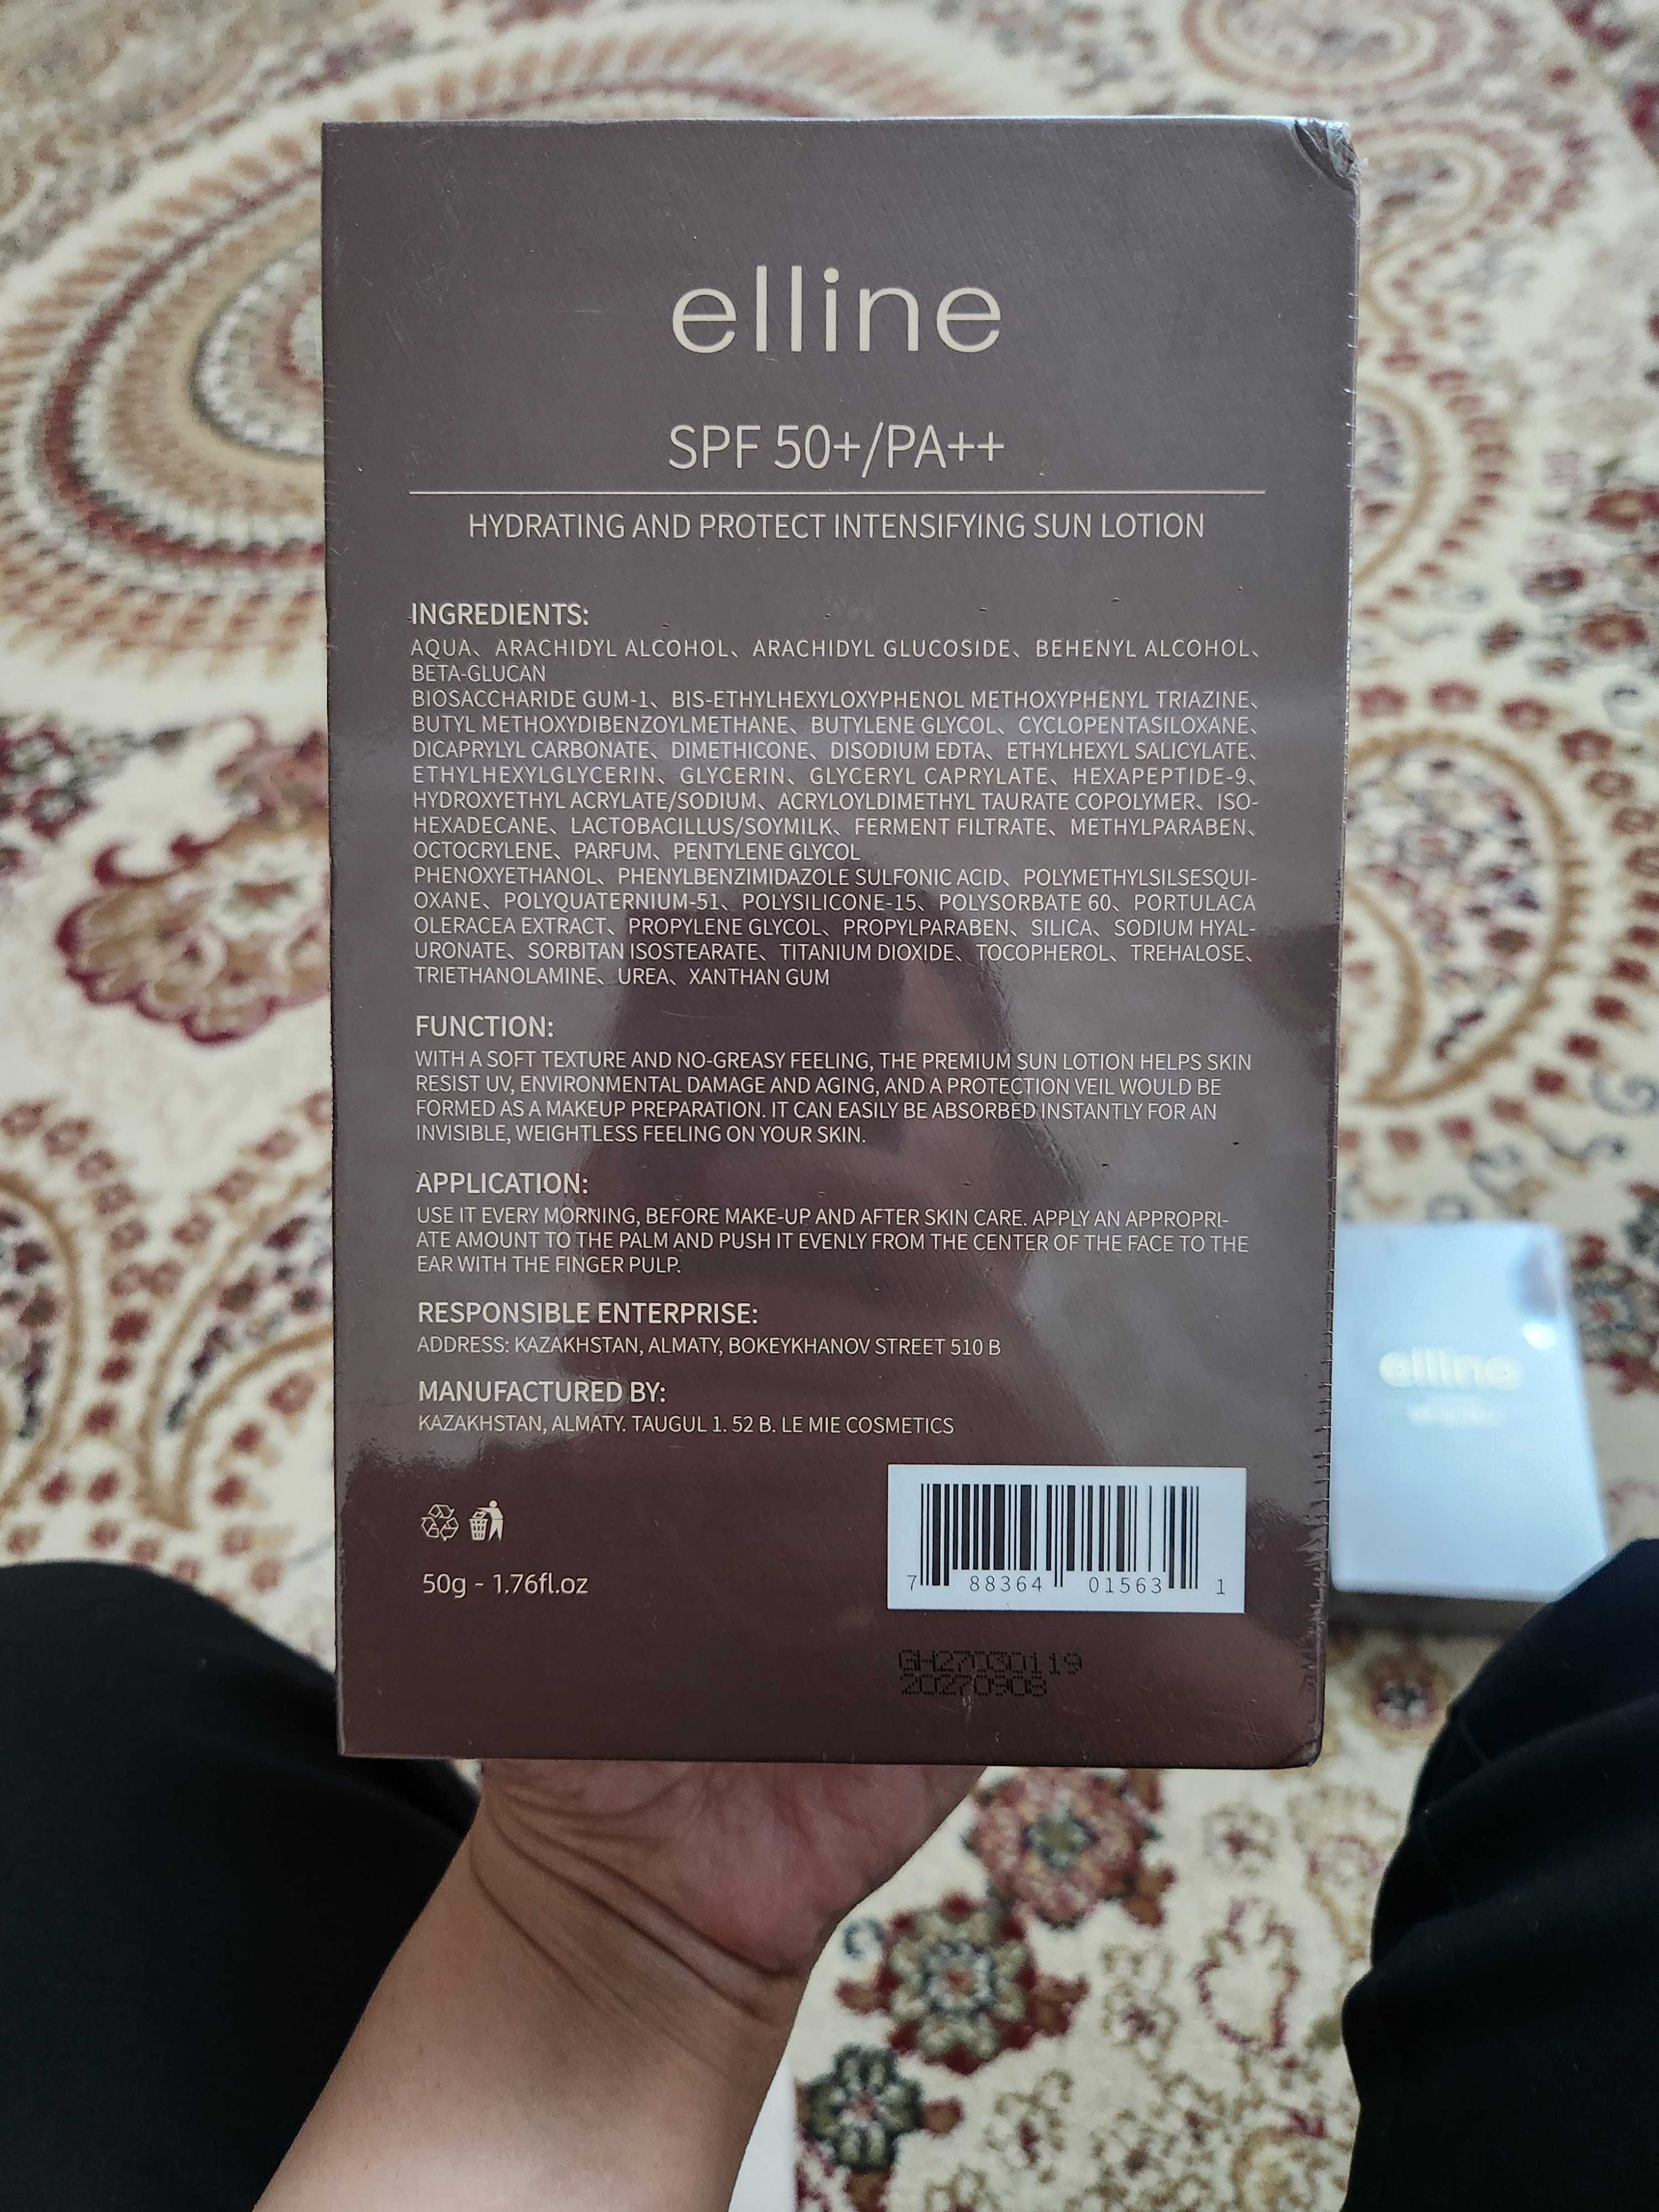 elline
SPF 50+/PA++
HYDRATING AND PROTECT INTENSIFYING SUN LOTION
INGREDIENTS:
AQUA、ARACHIDYL ALCOHOL、ARACHIDYL GLUCOSIDE、BEHENYL ALCOHOL、
BETA-GLUCAN
BIOSACCHARIDE GUM-1、BIS-ETHYLHEXYLOXYPHENOL METHOXYPHENYL TRIAZINE、
BUTYL METHOXYDIBENZOYLMETHANE、BUTYLENE GLYCOL、CYCLOPENTASILOXANE、
DICAPRYLYL CARBONATE、DIMETHICONE、DISODIUM EDTA、ETHYLHEXYL SALICYLATE、
ETHYLHEXYLGLYCERIN、GLYCERIN、GLYCERYL CAPRYLATE、HEXAPEPTIDE-9、
HYDROXYETHYL ACRYLATE/SODIUM、ACRYLOYLDIMETHYL TAURATE COPOLYMER、ISO-
HEXADECANE、LACTOBACILLUS/SOYMILK、FERMENT FILTRATE、METHYLPARABEN、
OCTOCRYLENE、PARFUM、PENTYLENE GLYCOL
PHENOXYETHANOL、PHENYLBENZIMIDAZOLE SULFONIC ACID、POLYMETHYLSILSESQUI-
OXANE、POLYQUATERNIUM-51、POLYSILICONE-15、POLYSORBATE 60、PORTULACA
OLERACEA EXTRACT、PROPYLENE GLYCOL、PROPYLPARABEN、SILICA、SODIUM HYAL-
URONATE、SORBITAN ISOSTEARATE、TITANIUM DIOXIDE、TOCOPHEROL、TREHALOSE、
TRIETHANOLAMINE、UREA、XANTHAN GUM
FUNCTION:
WITH A SOFT TEXTURE AND NO-GREASY FEELING, THE PREMIUM SUN LOTION HELPS SKIN
RESIST UV, ENVIRONMENTAL DAMAGE AND AGING, AND A PROTECTION VEIL WOULD BE
FORMED AS A MAKEUP PREPARATION. IT CAN EASILY BE ABSORBED INSTANTLY FOR AN
INVISIBLE, WEIGHTLESS FEELING ON YOUR SKIN.
APPLICATION:
USE IT EVERY MORNING, BEFORE MAKE-UP AND AFTER SKIN CARE. APPLY AN APPROPRI-
ATE AMOUNT TO THE PALM AND PUSH IT EVENLY FROM THE CENTER OF THE FACE TO THE
EAR WITH THE FINGER PULP.
RESPONSIBLE ENTERPRISE:
ADDRESS: KAZAKHSTAN, ALMATY, BOKEYKHANOV STREET 510 B
MANUFACTURED BY:
KAZAKHSTAN, ALMATY. TAUGUL 1. 52 B. LE MIE COSMETICS
50g - 1.76fl.oz
7 88364 01563 1
GH27030119
20270908
elline